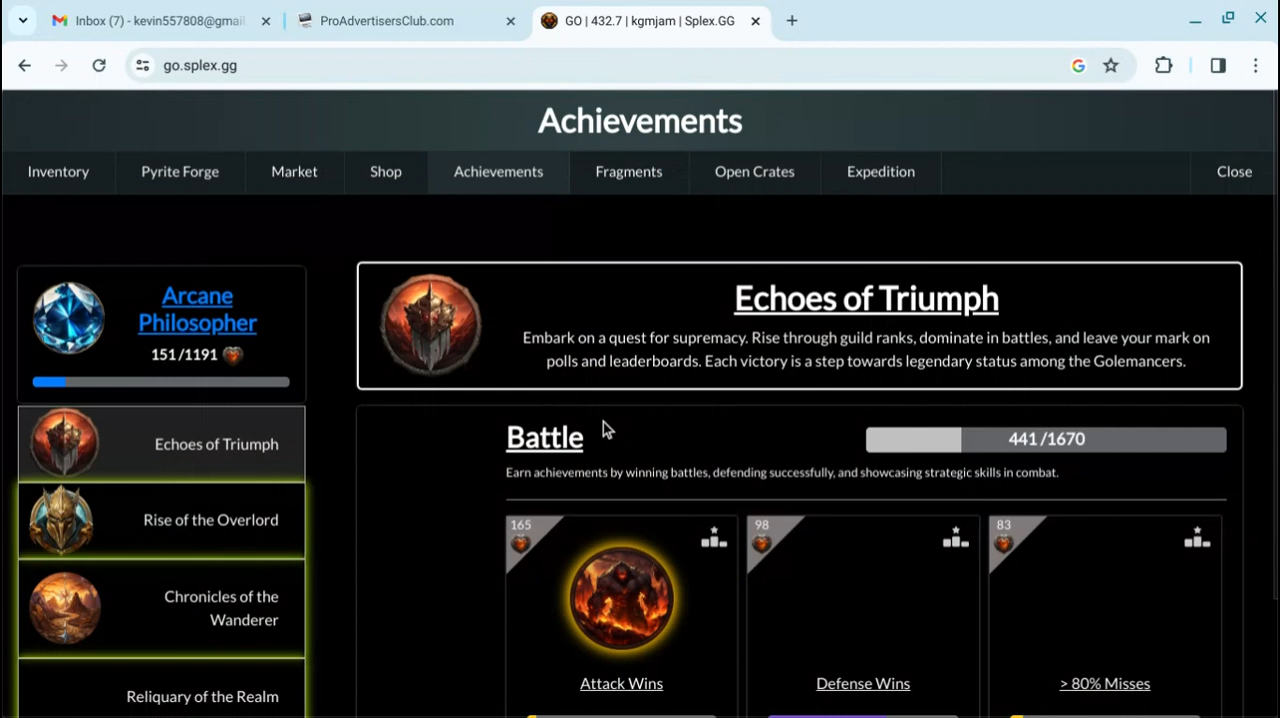 Inbox (7) - kevin557808@gmai
ProAdvertisersClub.com
GO | 432.7 | kgmjam | Splex.GG
go.splex.gg
Achievements
Inventory
Pyrite Forge
Market
Shop
Achievements
Fragments
Open Crates
Expedition
Close
Arcane
Philosopher
151/1191
Echoes of Triumph
Rise of the Overlord
Chronicles of the
Wanderer
Reliquary of the Realm
Echoes of Triumph
Embark on a quest for supremacy. Rise through guild ranks, dominate in battles, and leave your mark on
polls and leaderboards. Each victory is a step towards legendary status among the Golemancers.
Battle
441/1670
Earn achievements by winning battles, defending successfully, and showcasing strategic skills in combat.
165
Attack Wins
98
Defense Wins
83
> 80% Misses